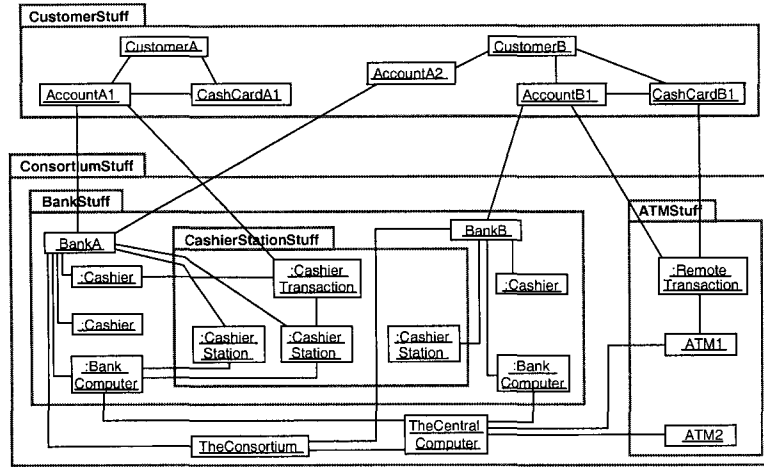 CustomerStuff
CustomerA
CustomerB
AccountA2
AccountA1
CashCardA1
AccountB1
CashCardB1
ConsortiumStuff
BankStuff
ATMStuff
BankA
CashierStationStuff
BankB
:Cashier
:Cashier
Transaction
:Cashier
:Remote
Transaction
:Cashier
:Cashier
Station
:Cashier
Station
:Cashier
Station
ATM1
:Bank
Computer
:Bank
Computer
TheConsortium
TheCentral
Computer
ATM2